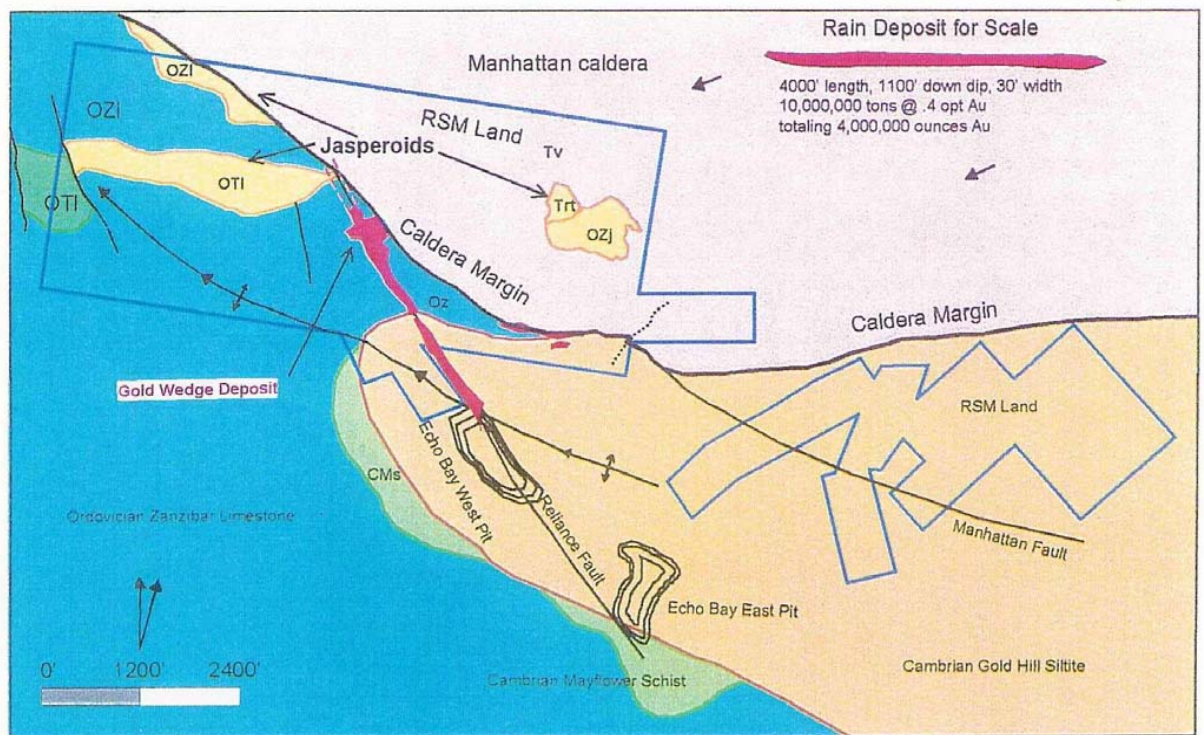 Rain Deposit for Scale
4000' length, 1100' down dip, 30' width
10,000,000 tons @ .4 opt Au
totaling 4,000,000 ounces Au
Manhattan caldera
OZl
OZl
RSM Land
Tv
Jasperoids
OTl
OTl
Trt
OZj
Caldera Margin
Oz
Caldera Margin
Gold Wedge Deposit
RSM Land
CMs
Echo Bay West Pit
Reliance Fault
Ordovician Zanzibar Limestone
Manhattan Fault
Echo Bay East Pit
0' 1200' 2400'
Cambrian Mayflower Schist
Cambrian Gold Hill Siltite